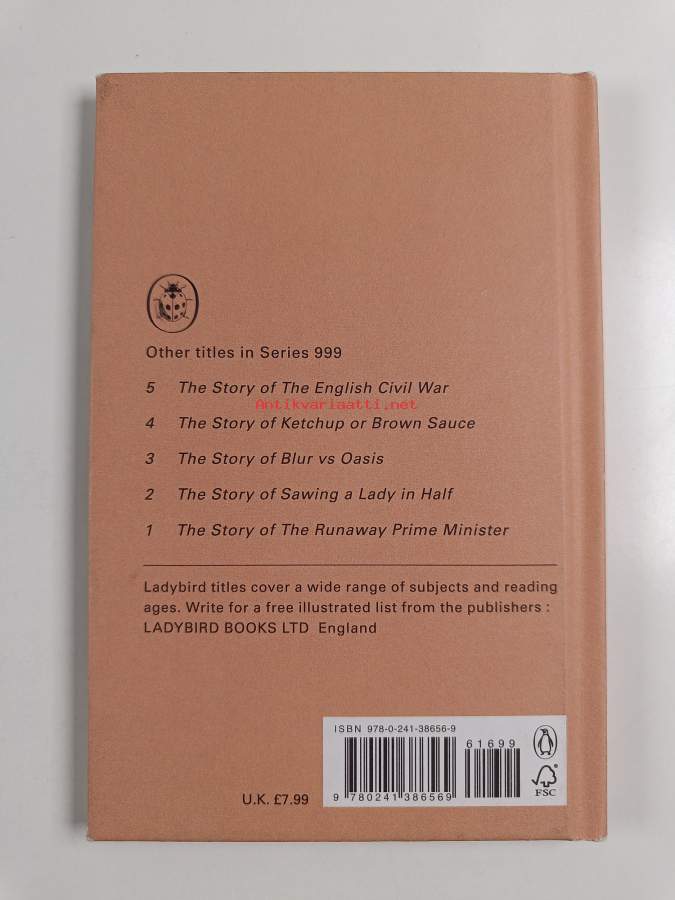 Other titles in Series 999
5 The Story of The English Civil War
Antikvariaatti.net
4 The Story of Ketchup or Brown Sauce
3 The Story of Blur vs Oasis
2 The Story of Sawing a Lady in Half
1 The Story of The Runaway Prime Minister
Ladybird titles cover a wide range of subjects and reading
ages. Write for a free illustrated list from the publishers :
LADYBIRD BOOKS LTD England
ISBN 978-0-241-38656-9
61699
9 780241 386569
FSC
U.K. £7.99